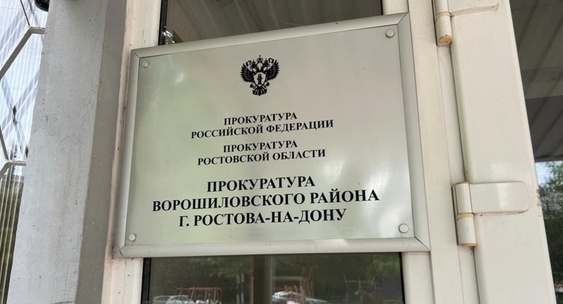 ПРОКУРАТУРА
РОССИЙСКОЙ ФЕДЕРАЦИИ
ПРОКУРАТУРА
РОСТОВСКОЙ ОБЛАСТИ
ПРОКУРАТУРА
ВОРОШИЛОВСКОГО РАЙОНА
Г. РОСТОВА-НА-ДОНУ